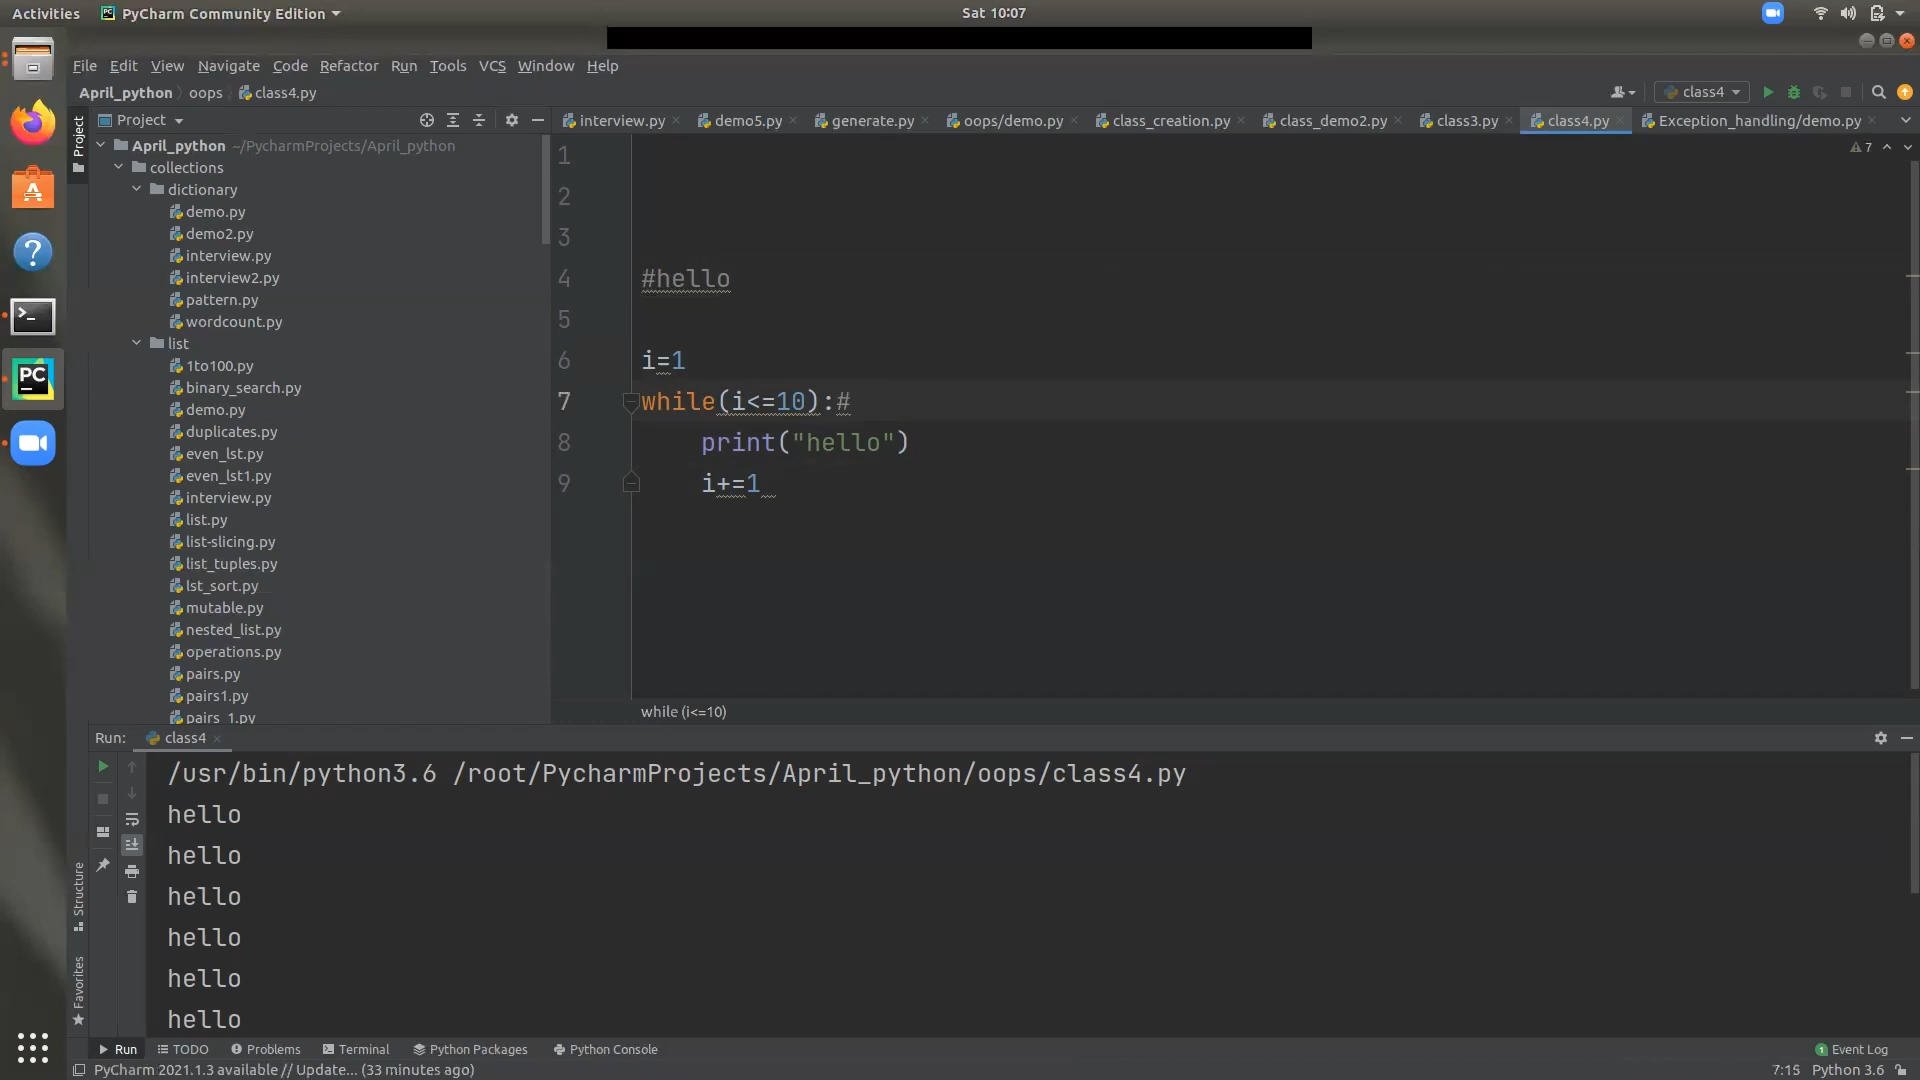 Activities
PyCharm Community Edition
Sat 10:07
File Edit View Navigate Code Refactor Run Tools VCS Window Help
April_python oops class4.py
class4
Project
Project
interview.py demo5.py generate.py oops/demo.py class_creation.py class_demo2.py class3.py class4.py Exception_handling/demo.py
April_python ~/PycharmProjects/April_python
collections
dictionary
demo.py
demo2.py
interview.py
interview2.py
pattern.py
wordcount.py
list
1to100.py
binary_search.py
demo.py
duplicates.py
even_lst.py
even_lst1.py
interview.py
list.py
list-slicing.py
list_tuples.py
lst_sort.py
mutable.py
nested_list.py
operations.py
pairs.py
pairs1.py
pairs_1.py
7
1
2
3
4 #hello
5
6 i=1
7 while(i<=10):#
8 print("hello")
9 i+=1
while (i<=10)
Run: class4
/usr/bin/python3.6 /root/PycharmProjects/April_python/oops/class4.py
hello
hello
hello
hello
hello
hello
Structure
Favorites
Run TODO Problems Terminal Python Packages Python Console
1 Event Log
PyCharm 2021.1.3 available // Update... (33 minutes ago)
7:15 Python 3.6